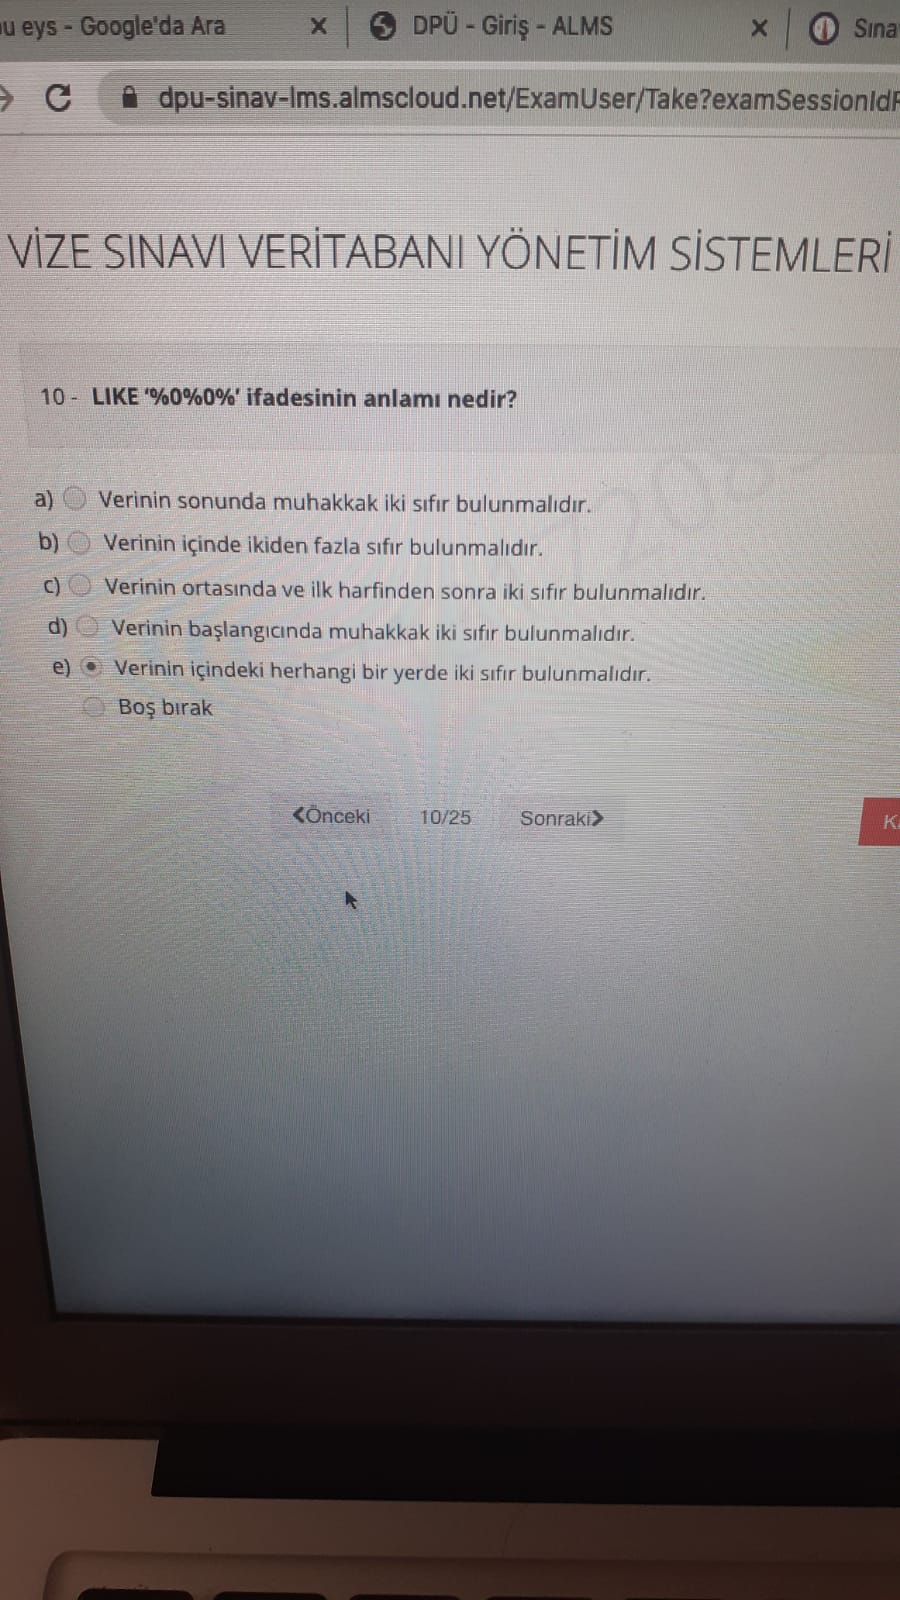 u eys - Google'da Ara
DPÜ - Giriş - ALMS
Sına
dpu-sinav-lms.almscloud.net/ExamUser/Take?examSessionIdF
VİZE SINAVI VERİTABANI YÖNETİM SİSTEMLERİ
10 - LIKE '%0%0%' ifadesinin anlamı nedir?
a) Verinin sonunda muhakkak iki sıfır bulunmalıdır.
b) Verinin içinde ikiden fazla sıfır bulunmalıdır.
c) Verinin ortasında ve ilk harfinden sonra iki sıfır bulunmalıdır.
d) Verinin başlangıcında muhakkak iki sıfır bulunmalıdır.
e) Verinin içindeki herhangi bir yerde iki sıfır bulunmalıdır.
Boş bırak
<Önceki 10/25 Sonraki>